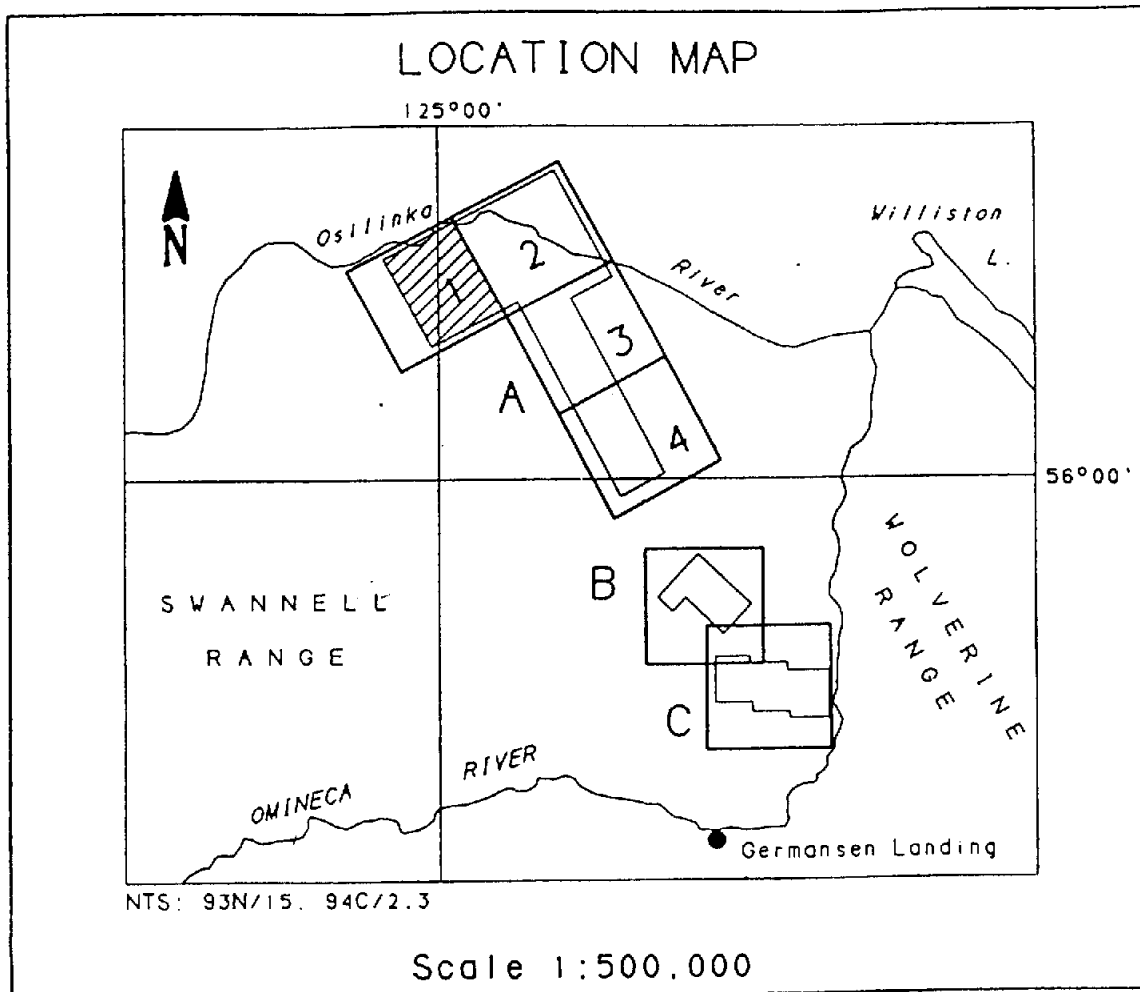 LOCATION MAP
125°00'
N
Osilinka
River
Williston
L.
1
2
3
4
A
56°00'
B
C
SWANNELL
RANGE
WOLVERINE
RANGE
OMINECA
RIVER
Germansen Landing
NTS: 93N/15. 94C/2.3
Scale 1:500.000